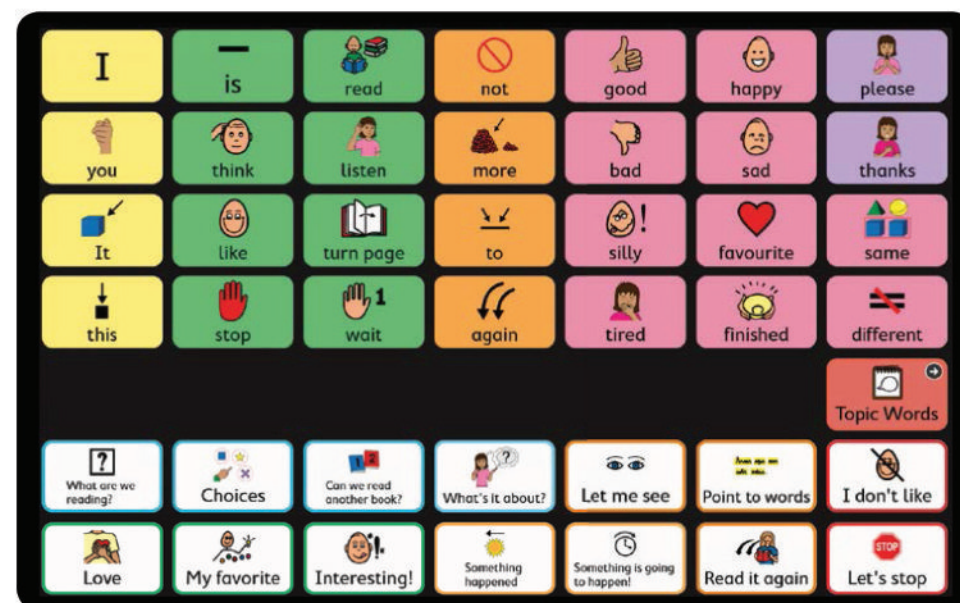 I
is
read
not
good
happy
please
you
think
listen
more
bad
sad
thanks
It
like
turn page
to
silly
!
favourite
same
this
stop
1
wait
again
tired
finished
different
Topic Words
?
What are we
reading?
Choices
1 2
Can we read
another book?
?
What's it about?
Let me see
Point to words
I don't like
Love
My favorite
!
Interesting!
Something
happened
Something is going
to happen!
Read it again
STOP
Let's stop